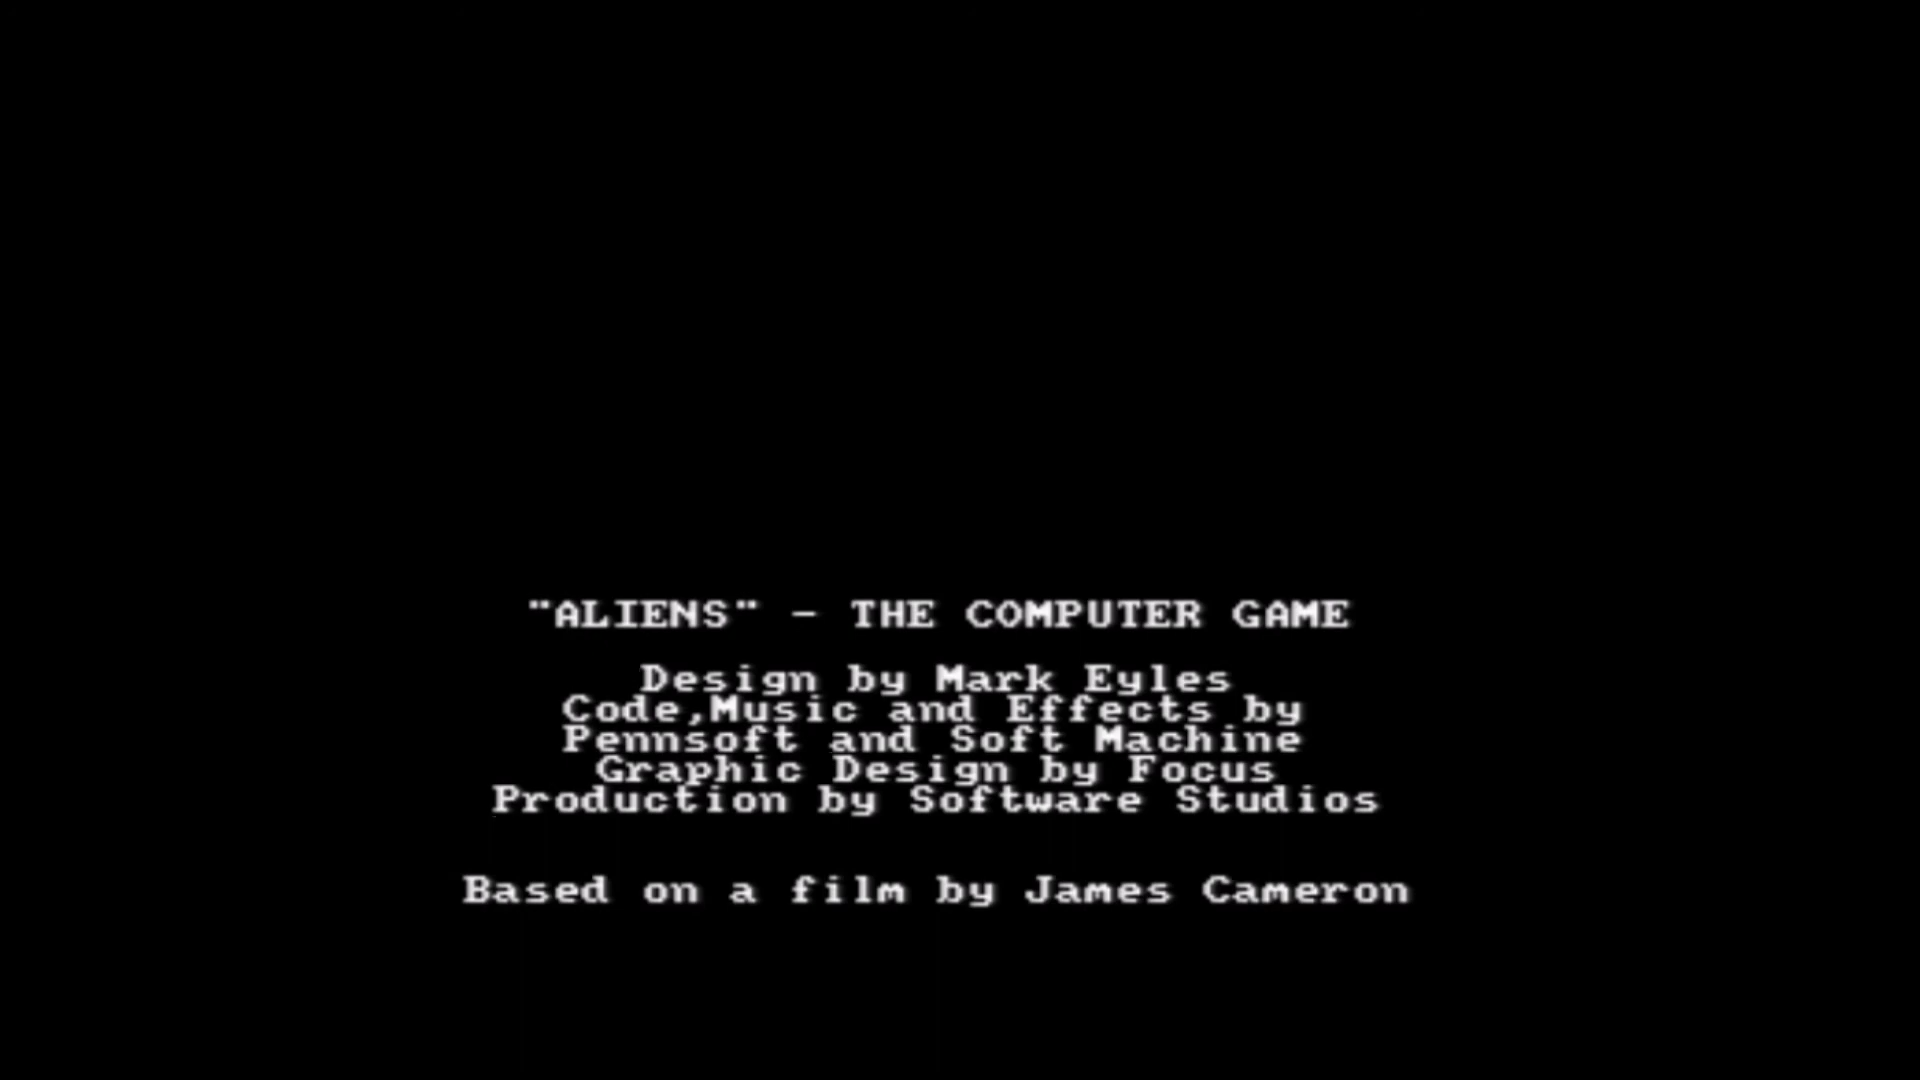 "ALIENS" - THE COMPUTER GAME
Design by Mark Eyles
Code,Music and Effects by
Pennsoft and Soft Machine
Graphic Design by Focus
Production by Software Studios
Based on a film by James Cameron